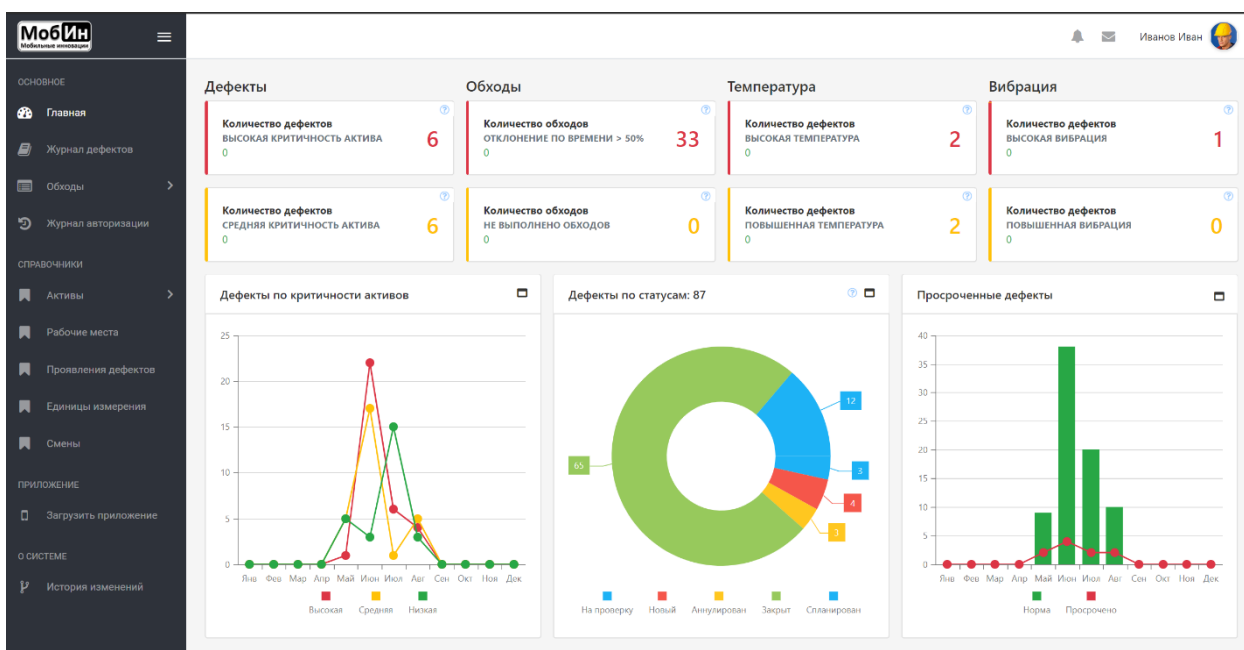 МобИн
Мобильные инновации
Иванов Иван
ОСНОВНОЕ
Главная
Журнал дефектов
Обходы
Журнал авторизации
СПРАВОЧНИКИ
Активы
Рабочие места
Проявления дефектов
Единицы измерения
Смены
ПРИЛОЖЕНИЕ
Загрузить приложение
О СИСТЕМЕ
История изменений
Дефекты
Обходы
Температура
Вибрация
Количество дефектов
ВЫСОКАЯ КРИТИЧНОСТЬ АКТИВА
0
6
Количество обходов
ОТКЛОНЕНИЕ ПО ВРЕМЕНИ > 50%
0
33
Количество дефектов
ВЫСОКАЯ ТЕМПЕРАТУРА
0
2
Количество дефектов
ВЫСОКАЯ ВИБРАЦИЯ
0
1
Количество дефектов
СРЕДНЯЯ КРИТИЧНОСТЬ АКТИВА
0
6
Количество обходов
НЕ ВЫПОЛНЕНО ОБХОДОВ
0
0
Количество дефектов
ПОВЫШЕННАЯ ТЕМПЕРАТУРА
0
2
Количество дефектов
ПОВЫШЕННАЯ ВИБРАЦИЯ
0
0
Дефекты по критичности активов
25
20
15
10
5
0
Янв Фев Мар Апр Май Июн Июл Авг Сен Окт Ноя Дек
Высокая Средняя Низкая
Дефекты по статусам: 87
12
3
4
3
65
На проверку Новый Аннулирован Закрыт Спланирован
Просроченные дефекты
40
35
30
25
20
15
10
5
0
Янв Фев Мар Апр Май Июн Июл Авг Сен Окт Ноя Дек
Норма Просрочено